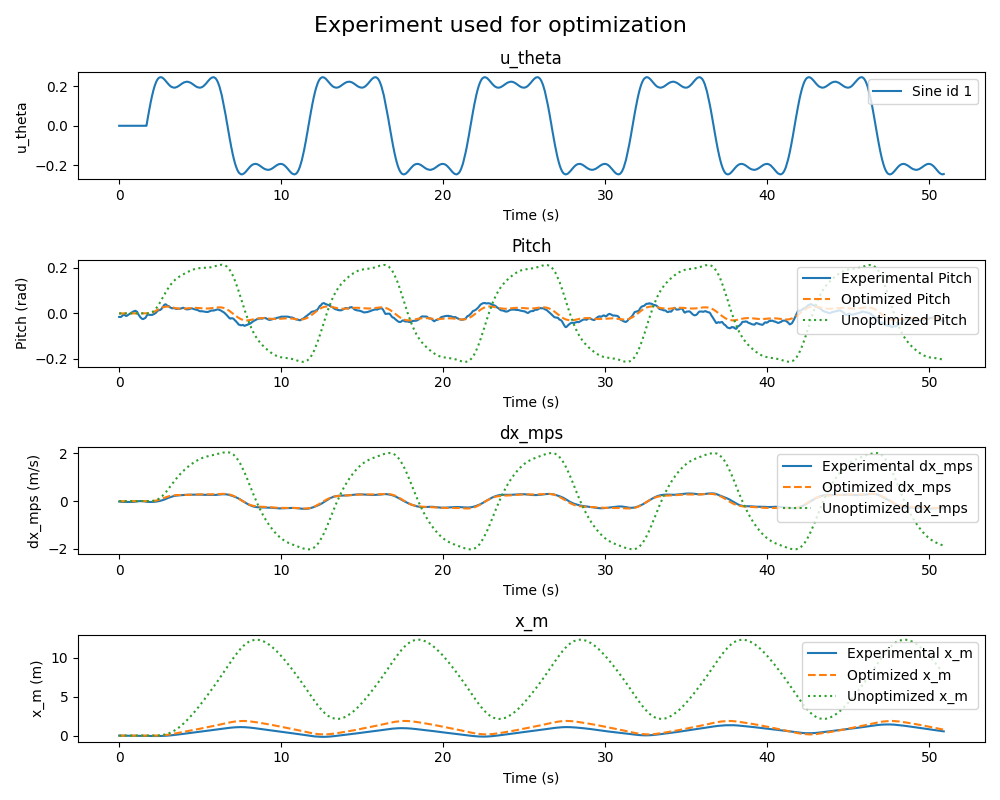 Experiment used for optimization
u_theta
u_theta
0.2
0.0
−0.2
Sine id 1
0 10 20 30 40 50
Time (s)
Pitch
Pitch (rad)
0.2
0.0
−0.2
Experimental Pitch
Optimized Pitch
Unoptimized Pitch
0 10 20 30 40 50
Time (s)
dx_mps
dx_mps (m/s)
2
0
−2
Experimental dx_mps
Optimized dx_mps
Unoptimized dx_mps
0 10 20 30 40 50
Time (s)
x_m
x_m (m)
10
5
0
Experimental x_m
Optimized x_m
Unoptimized x_m
0 10 20 30 40 50
Time (s)